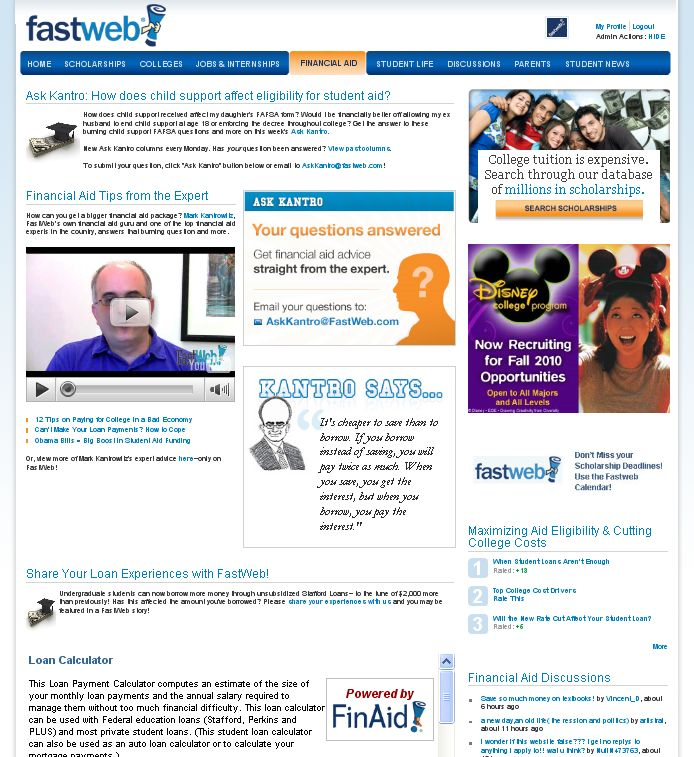 fastweb
My Profile | Logout
Admin Actions: HIDE
HOME SCHOLARSHIPS COLLEGES JOBS & INTERNSHIPS FINANCIAL AID STUDENT LIFE DISCUSSIONS PARENTS STUDENT NEWS
Ask Kantro: How does child support affect eligibility for student aid?
How does child support received affect my daughter's FAFSA form? Would I be financially better off allowing my ex
husband to end child support at age 18 or enforcing the decree throughout college? Get the answer to these
burning child support FAFSA questions and more on this week's Ask Kantro.
New Ask Kantro columns every Monday. Has your question been answered? View past columns.
To submit your question, click "Ask Kantro" button below or email to AskKantro@fastweb.com!
College tuition is expensive.
Search through our database
of millions in scholarships.
SEARCH SCHOLARSHIPS
Financial Aid Tips from the Expert
How can you get a bigger financial aid package? Mark Kantrowitz,
FastWeb's own financial aid guru and one of the top financial aid
experts in the country, answers that burning question and more.
FastWeb
12 Tips on Paying for College in a Bad Economy
Can't Make Your Loan Payments? How to Cope
Obama Bills = Big Boost in Student Aid Funding
Or, view more of Mark Kantrowitz's expert advice here–only on
FastWeb!
ASK KANTRO
Your questions answered
Get financial aid advice
straight from the expert.
?
Email your questions to:
AskKantro@FastWeb.com
KANTRO SAYS...
It's cheaper to save than to
borrow. If you borrow
instead of saving, you will
pay twice as much. When
you save, you get the
interest, but when you
borrow, you pay the
interest."
Disney
college program
Now Recruiting
for Fall 2010
Opportunities
Open to All Majors
and All Levels
© Disney • EOE • Drawing Creativity from Diversity
fastweb
Don't Miss your
Scholarship Deadlines!
Use the Fastweb
Calendar!
Maximizing Aid Eligibility & Cutting
College Costs
1 When Student Loans Aren't Enough
Rated: +18
2 Top College Cost Drivers
Rate This
3 Will the New Rate Cut Affect Your Student Loan?
Rated: +6
More
Share Your Loan Experiences with FastWeb!
Undergraduate students can now borrow more money through unsubsidized Stafford Loans– to the tune of $2,000 more
than previously! Has this affected the amount you've borrowed? Please share your experiences with us and you may be
featured in a FastWeb story!
Loan Calculator
This Loan Payment Calculator computes an estimate of the size of
your monthly loan payments and the annual salary required to
manage them without too much financial difficulty. This loan calculator
can be used with Federal education loans (Stafford, Perkins and
PLUS) and most private student loans. (This student loan calculator
can also be used as an auto loan calculator or to calculate your
mortgage payments.)
Powered by
FinAid
Financial Aid Discussions
Save so much money on textbooks! by Vincent_D, about
6 hours ago
a new day,an old life( the ression and politics) by artistral,
about 11 hours ago
I wonder if this website false??? I get no replys to
anything I apply to!! wat u think? by Null#473763, about